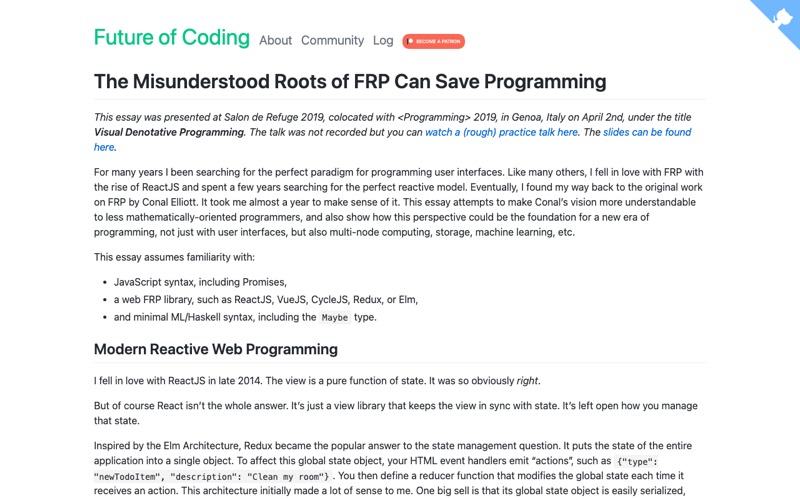 Future of Coding About Community Log BECOME A PATRON
The Misunderstood Roots of FRP Can Save Programming
This essay was presented at Salon de Refuge 2019, colocated with <Programming> 2019, in Genoa, Italy on April 2nd, under the title
Visual Denotative Programming. The talk was not recorded but you can watch a (rough) practice talk here. The slides can be found
here.
For many years I been searching for the perfect paradigm for programming user interfaces. Like many others, I fell in love with FRP with
the rise of ReactJS and spent a few years searching for the perfect reactive model. Eventually, I found my way back to the original work
on FRP by Conal Elliott. It took me almost a year to make sense of it. This essay attempts to make Conal’s vision more understandable
to less mathematically-oriented programmers, and also show how this perspective could be the foundation for a new era of
programming, not just with user interfaces, but also multi-node computing, storage, machine learning, etc.
This essay assumes familiarity with:
• JavaScript syntax, including Promises,
• a web FRP library, such as ReactJS, VueJS, CycleJS, Redux, or Elm,
• and minimal ML/Haskell syntax, including the Maybe type.
Modern Reactive Web Programming
I fell in love with ReactJS in late 2014. The view is a pure function of state. It was so obviously right.
But of course React isn’t the whole answer. It’s just a view library that keeps the view in sync with state. It’s left open how you manage
that state.
Inspired by the Elm Architecture, Redux became the popular answer to the state management question. It puts the state of the entire
application into a single object. To affect this global state object, your HTML event handlers emit “actions”, such as {"type":
"newTodoItem", "description": "Clean my room"} . You then define a reducer function that modifies the global state each time it
receives an action. This architecture initially made a lot of sense to me. One big sell is that its global state object is easily serialized,